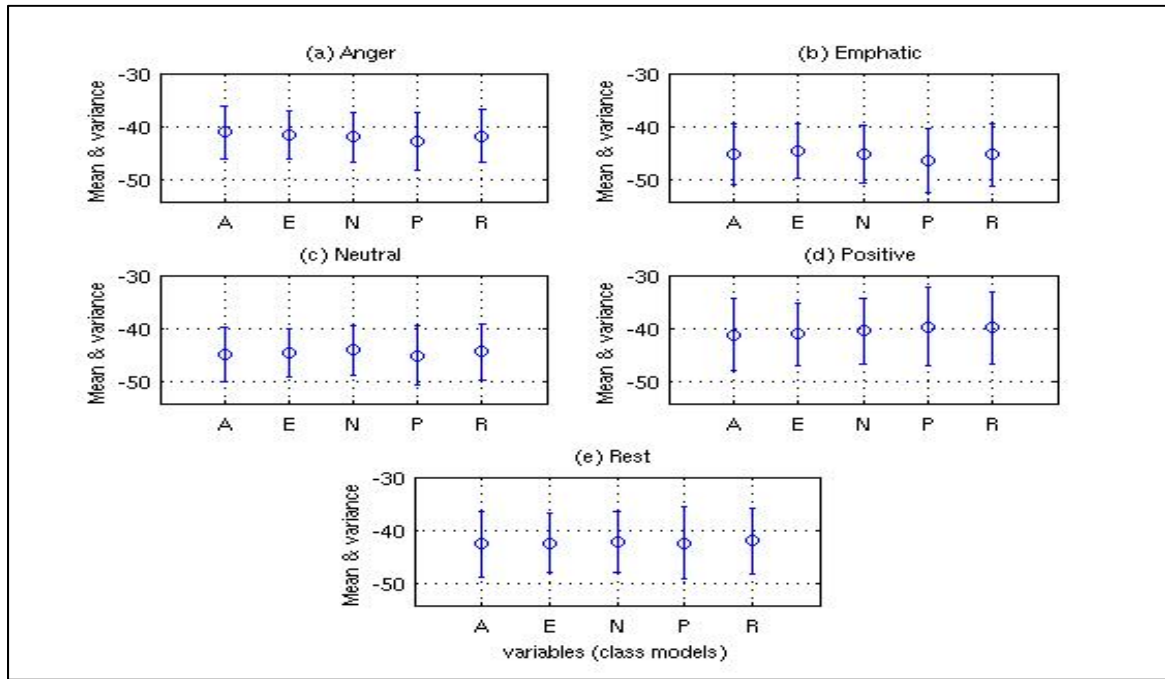 (a) Anger
Mean & variance
-30
-40
-50
A E N P R
(b) Emphatic
Mean & variance
-30
-40
-50
A E N P R
(c) Neutral
Mean & variance
-30
-40
-50
A E N P R
(d) Positive
Mean & variance
-30
-40
-50
A E N P R
(e) Rest
Mean & variance
-30
-40
-50
A E N P R
variables (class models)